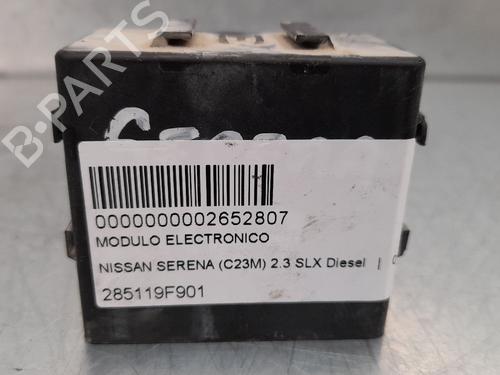 B-PARTS
0000000002652807
MODULO ELECTRONICO
NISSAN SERENA (C23M) 2.3 SLX Diesel |
285119F901